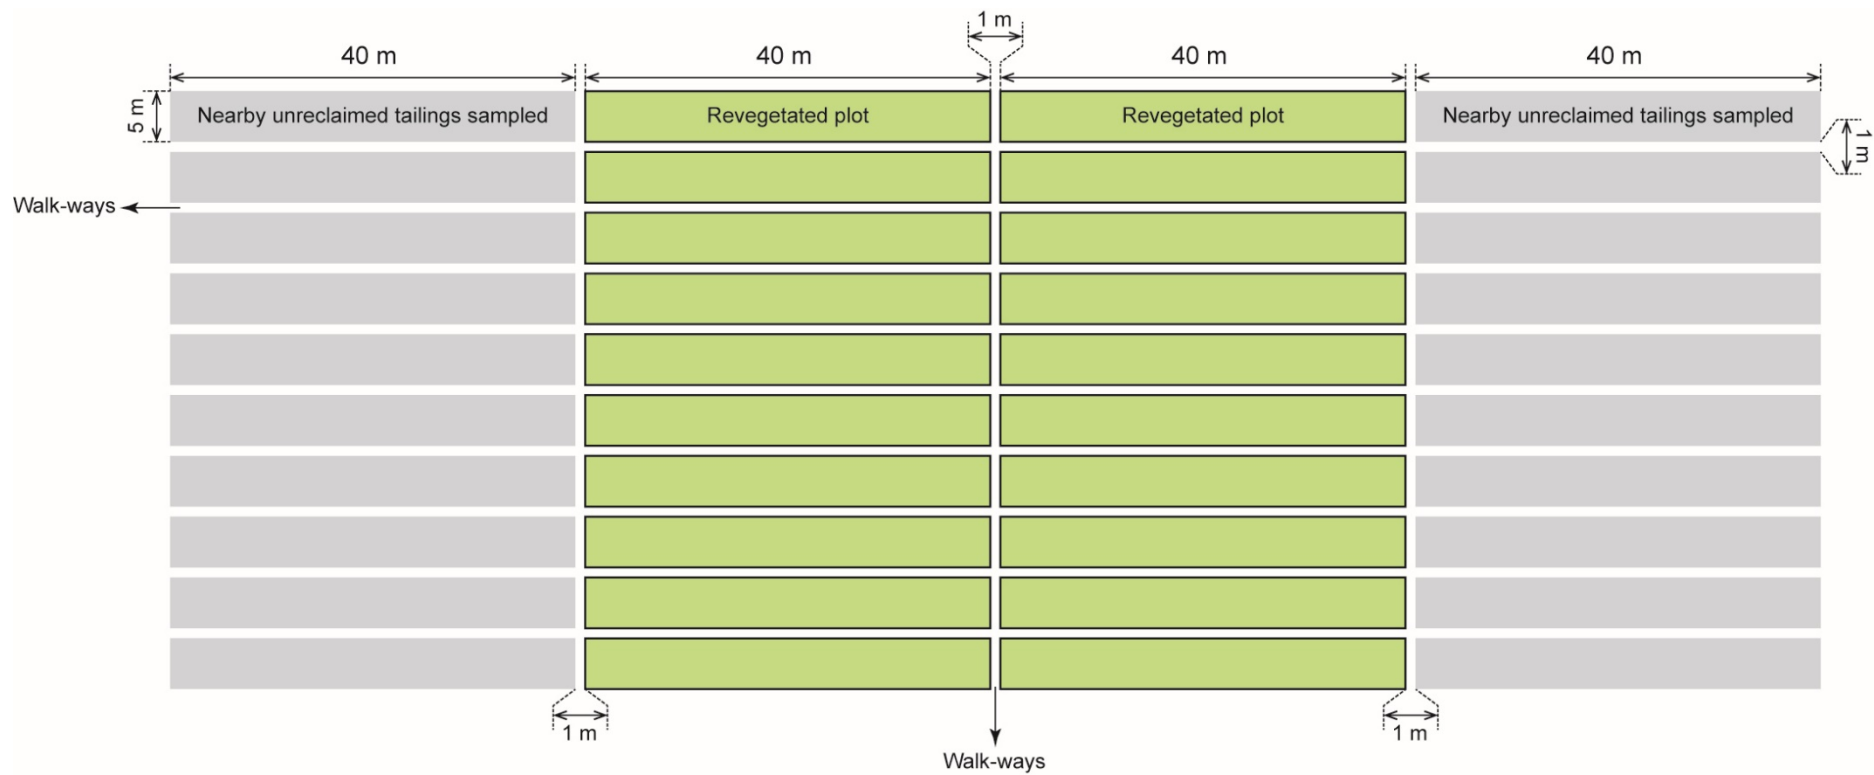 1 m
40 m
40 m
40 m
40 m
5 m
Nearby unreclaimed tailings sampled
Revegetated plot
Revegetated plot
Nearby unreclaimed tailings sampled
1 m
Walk-ways
1 m
1 m
Walk-ways